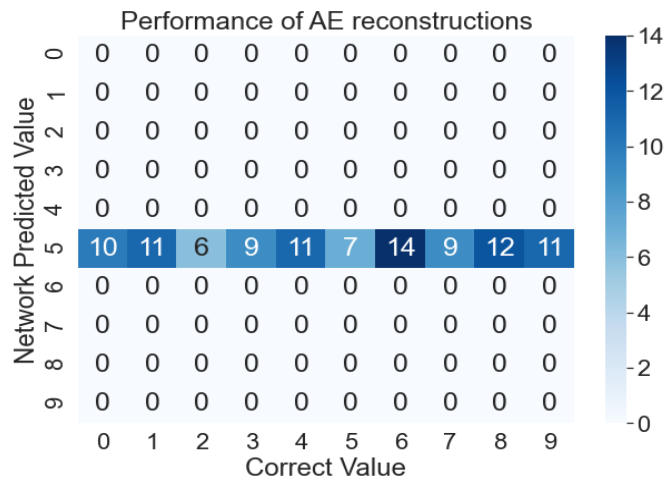 Performance of AE reconstructions
Network Predicted Value
0 0 0 0 0 0 0 0 0 0 0
1 0 0 0 0 0 0 0 0 0 0
2 0 0 0 0 0 0 0 0 0 0
3 0 0 0 0 0 0 0 0 0 0
4 0 0 0 0 0 0 0 0 0 0
5 10 11 6 9 11 7 14 9 12 11
6 0 0 0 0 0 0 0 0 0 0
7 0 0 0 0 0 0 0 0 0 0
8 0 0 0 0 0 0 0 0 0 0
9 0 0 0 0 0 0 0 0 0 0
0 1 2 3 4 5 6 7 8 9
Correct Value
14
12
10
8
6
4
2
0